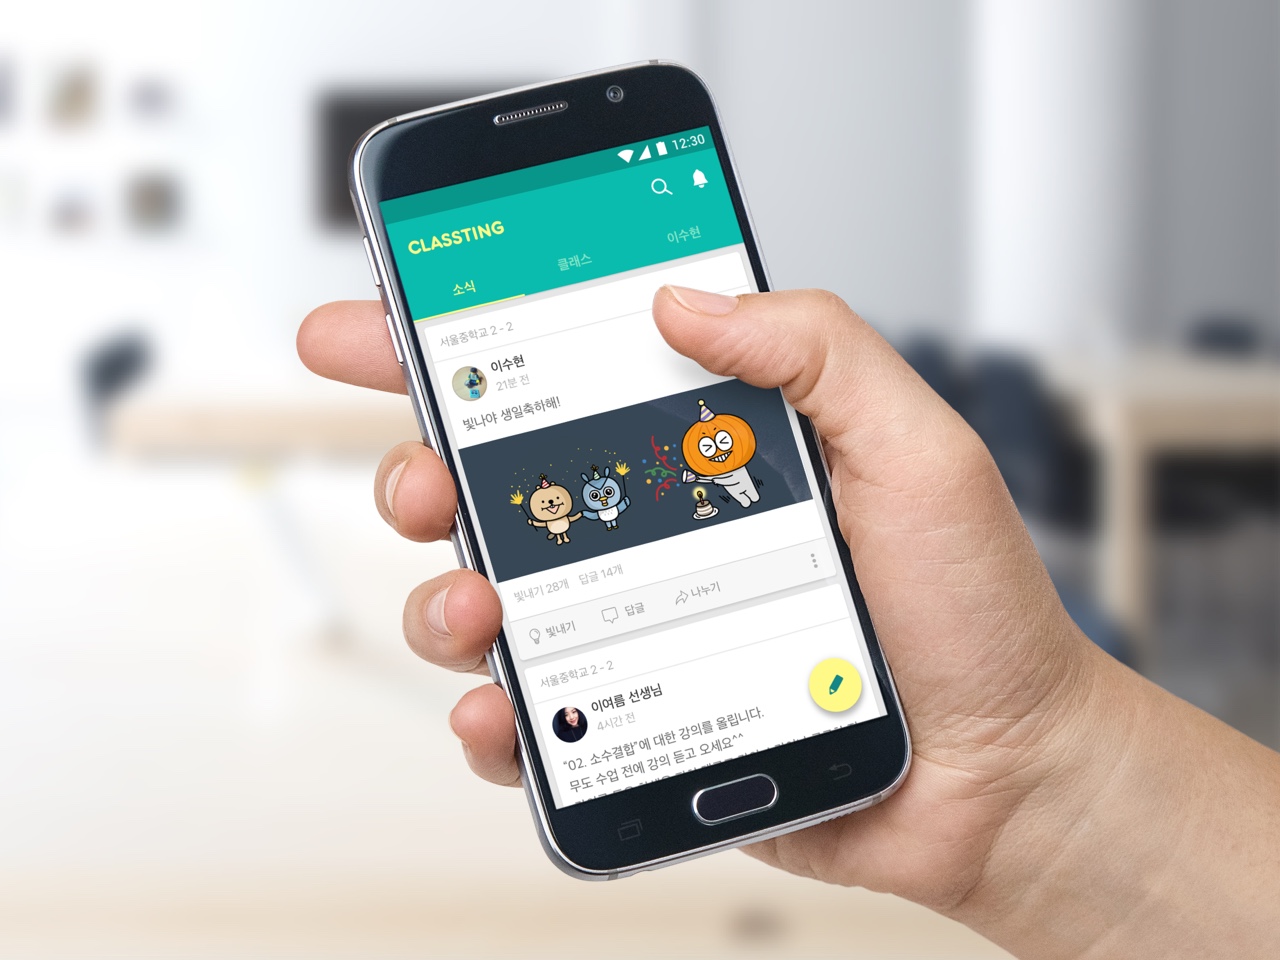 12:30
CLASSTING
소식
클래스
이수현
서울중학교 2 - 2
이수현
21분 전
빛나야 생일축하해!
빛내기 28개 답글 14개
빛내기 답글 나누기
서울중학교 2 - 2
이여름 선생님
4시간 전
“02. 소수결합”에 대한 강의를 올립니다.
무도 수업 전에 강의 듣고 오세요^^